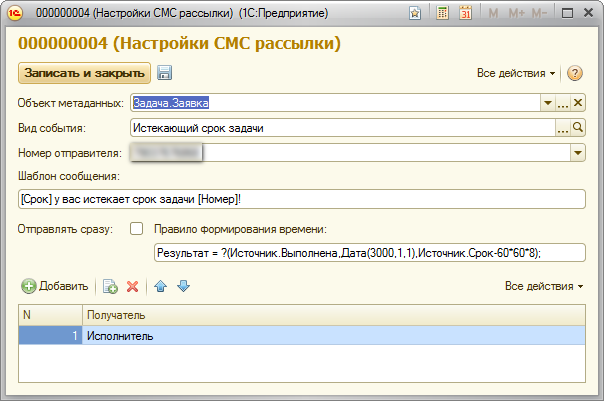 000000004 (Настройки СМС рассылки) (1С:Предприятие)
M M+ M-
000000004 (Настройки СМС рассылки)
Записать и закрыть
Все действия
Объект метаданных: Задача.Заявка
Вид события: Истекающий срок задачи
Номер отправителя:
Шаблон сообщения:
[Срок] у вас истекает срок задачи [Номер]!
Отправлять сразу: Правило формирования времени:
Результат = ?(Источник.Выполнена,Дата(3000,1,1),Источник.Срок-60*60*8);
Добавить Все действия
N Получатель
1 Исполнитель